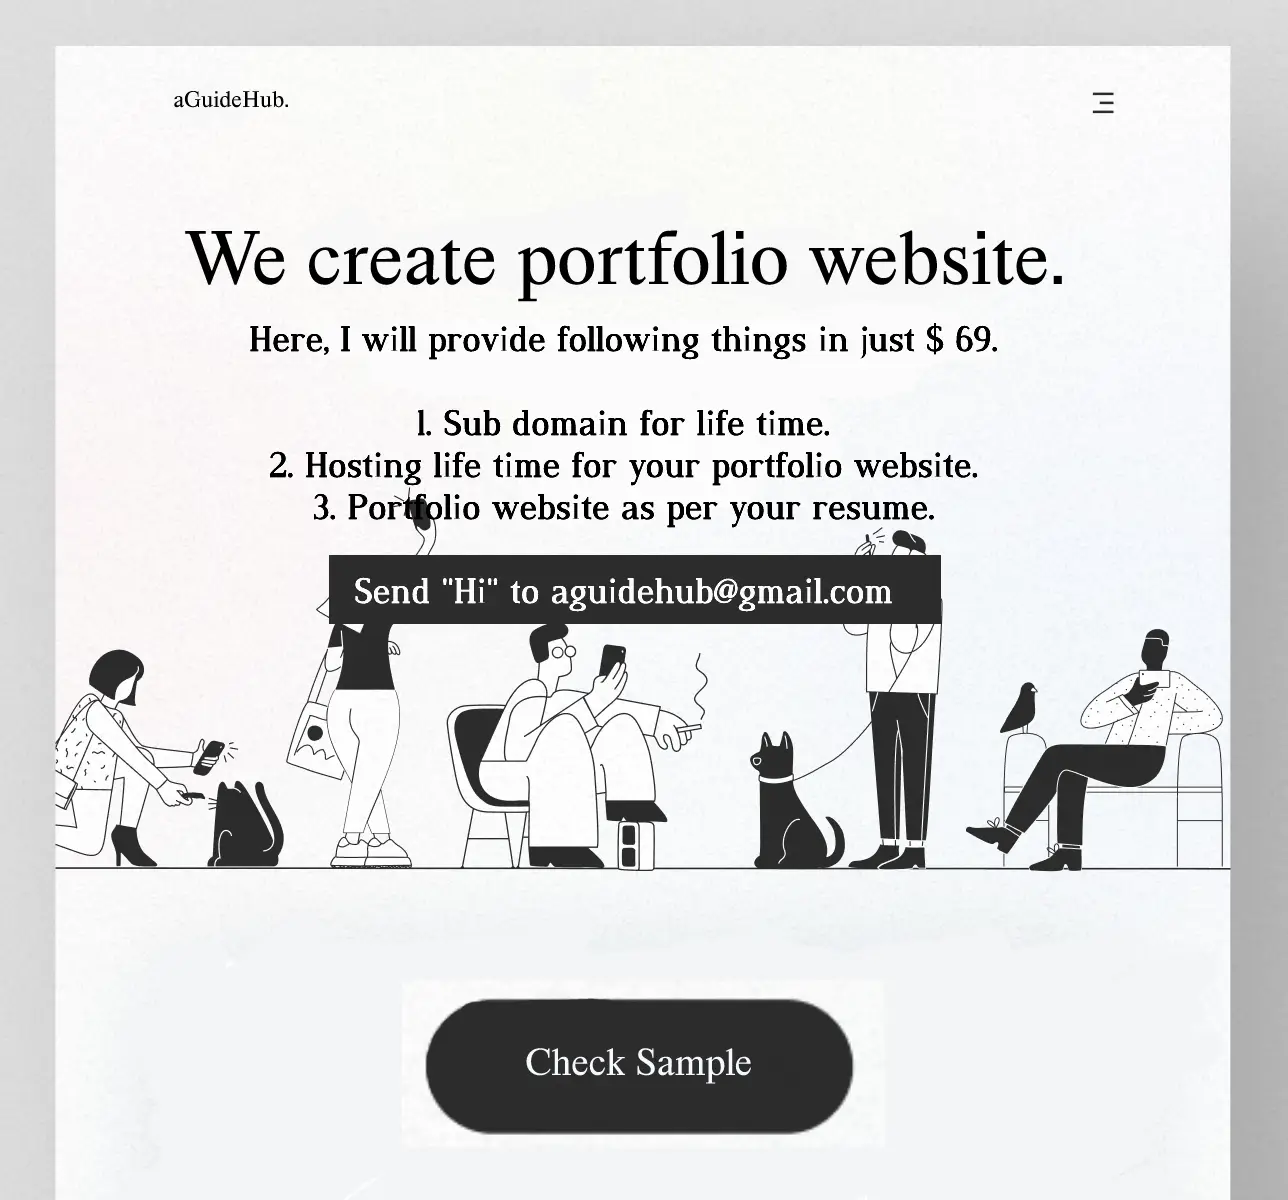 aGuideHub.
We create portfolio website.
Here, I will provide following things in just $ 69.
1. Sub domain for life time.
2. Hosting life time for your portfolio website.
3. Portfolio website as per your resume.
Send "Hi" to aguidehub@gmail.com
Check Sample